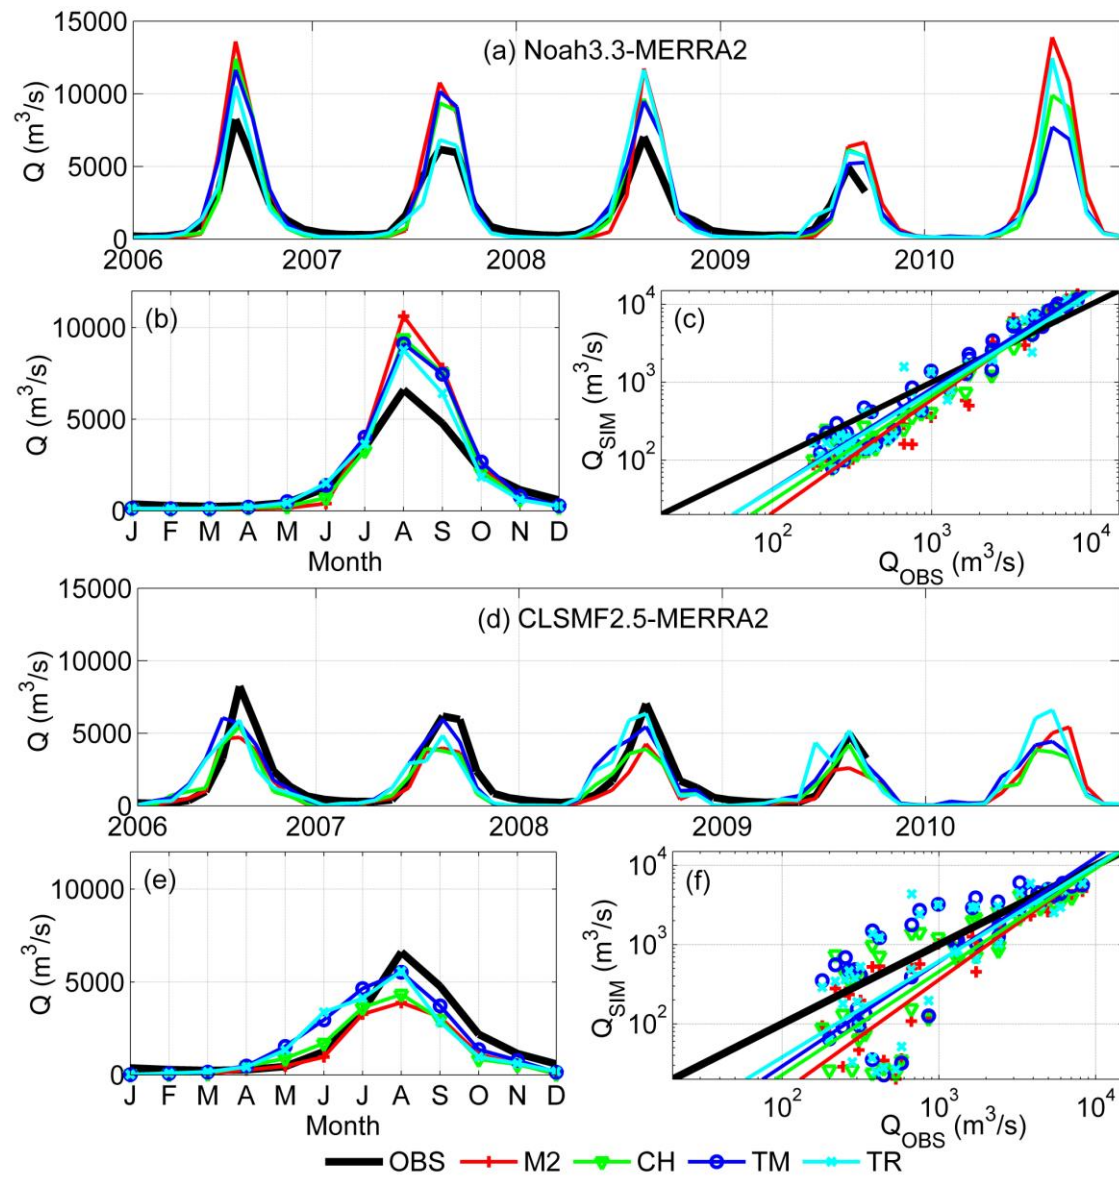 15000
10000
5000
0
Q (m³/s)
(a) Noah3.3-MERRA2
2006 2007 2008 2009 2010
(b)
10000
5000
0
Q (m³/s)
J F M A M J J A S O N D
Month
(c)
10⁴
10³
10²
Q_SIM (m³/s)
10² 10³ 10⁴
Q_OBS (m³/s)
15000
10000
5000
0
Q (m³/s)
(d) CLSMF2.5-MERRA2
2006 2007 2008 2009 2010
(e)
10000
5000
0
Q (m³/s)
J F M A M J J A S O N D
Month
(f)
10⁴
10³
10²
Q_SIM (m³/s)
10² 10³ 10⁴
Q_OBS (m³/s)
OBS M2 CH TM TR